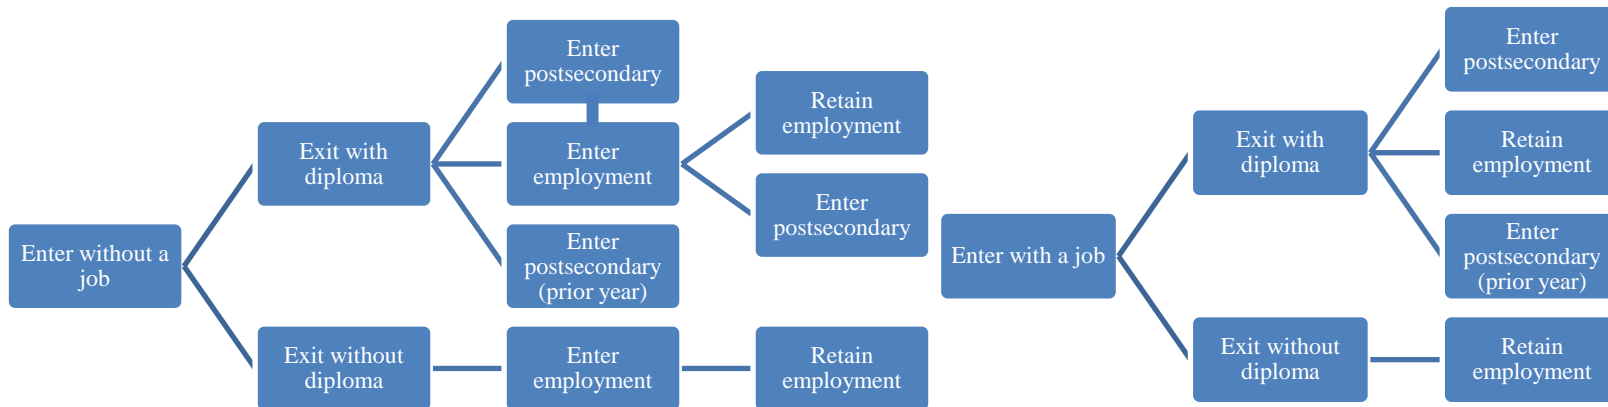 Enter without a
job
Exit with
diploma
Enter
postsecondary
Enter
employment
Enter
postsecondary
(prior year)
Retain
employment
Enter
postsecondary
Exit without
diploma
Enter
employment
Retain
employment
Enter with a job
Exit with
diploma
Enter
postsecondary
Retain
employment
Enter
postsecondary
(prior year)
Exit without
diploma
Retain
employment